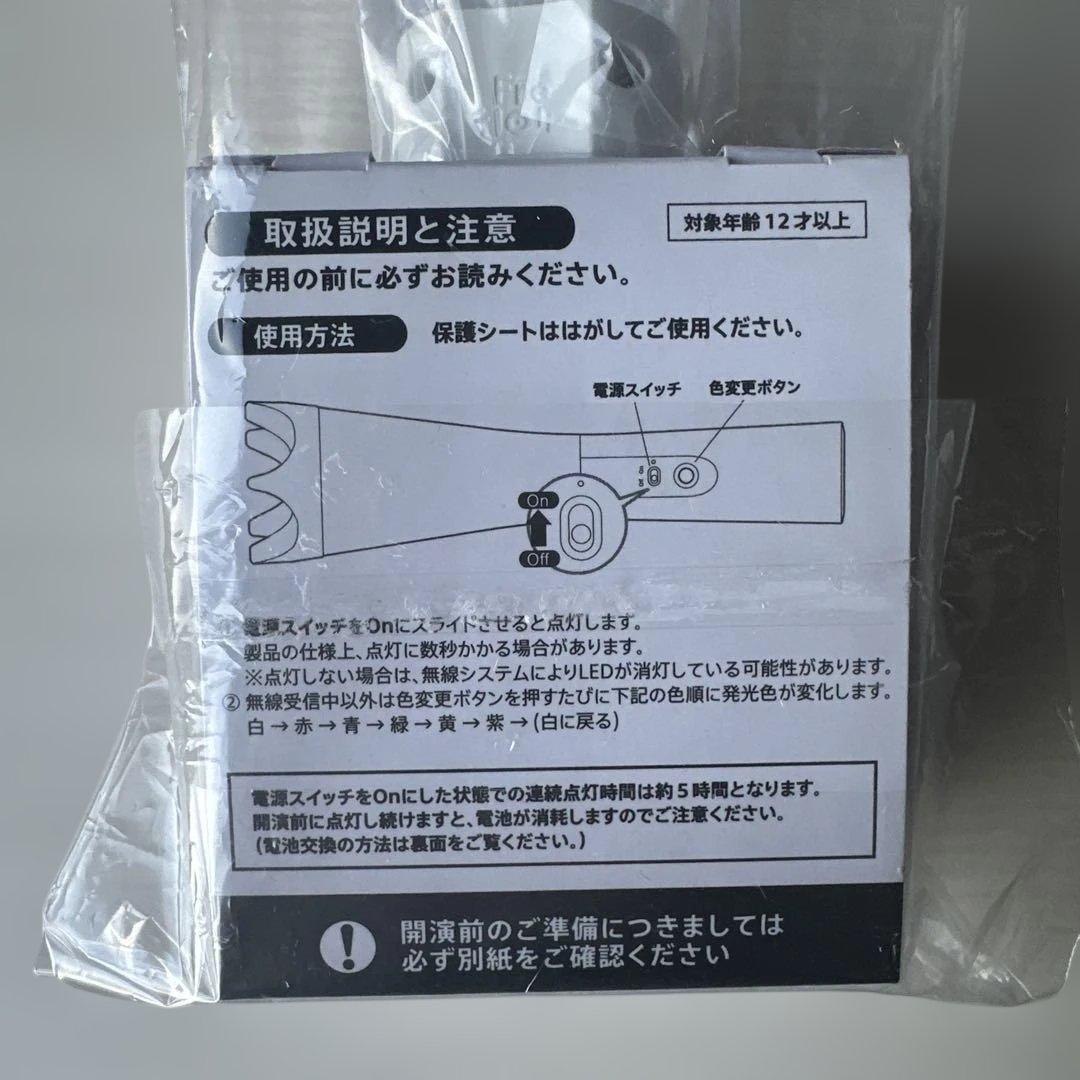 取扱説明と注意
対象年齢12才以上
ご使用の前に必ずお読みください。
使用方法
保護シートははがしてご使用ください。
電源スイッチ
色変更ボタン
Off On
On
Off
① 電源スイッチをOnにスライドさせると点灯します。
製品の仕様上、点灯に数秒かかる場合があります。
※点灯しない場合は、無線システムによりLEDが消灯している可能性があります。
② 無線受信中以外は色変更ボタンを押すたびに下記の色順に発光色が変化します。
白→赤→青→緑→黄→紫→(白に戻る)
電源スイッチをOnにした状態での連続点灯時間は約5時間となります。
開演前に点灯し続けますと、電池が消耗しますのでご注意ください。
(電池交換の方法は裏面をご覧ください。)
開演前のご準備につきましては
必ず別紙をご確認ください